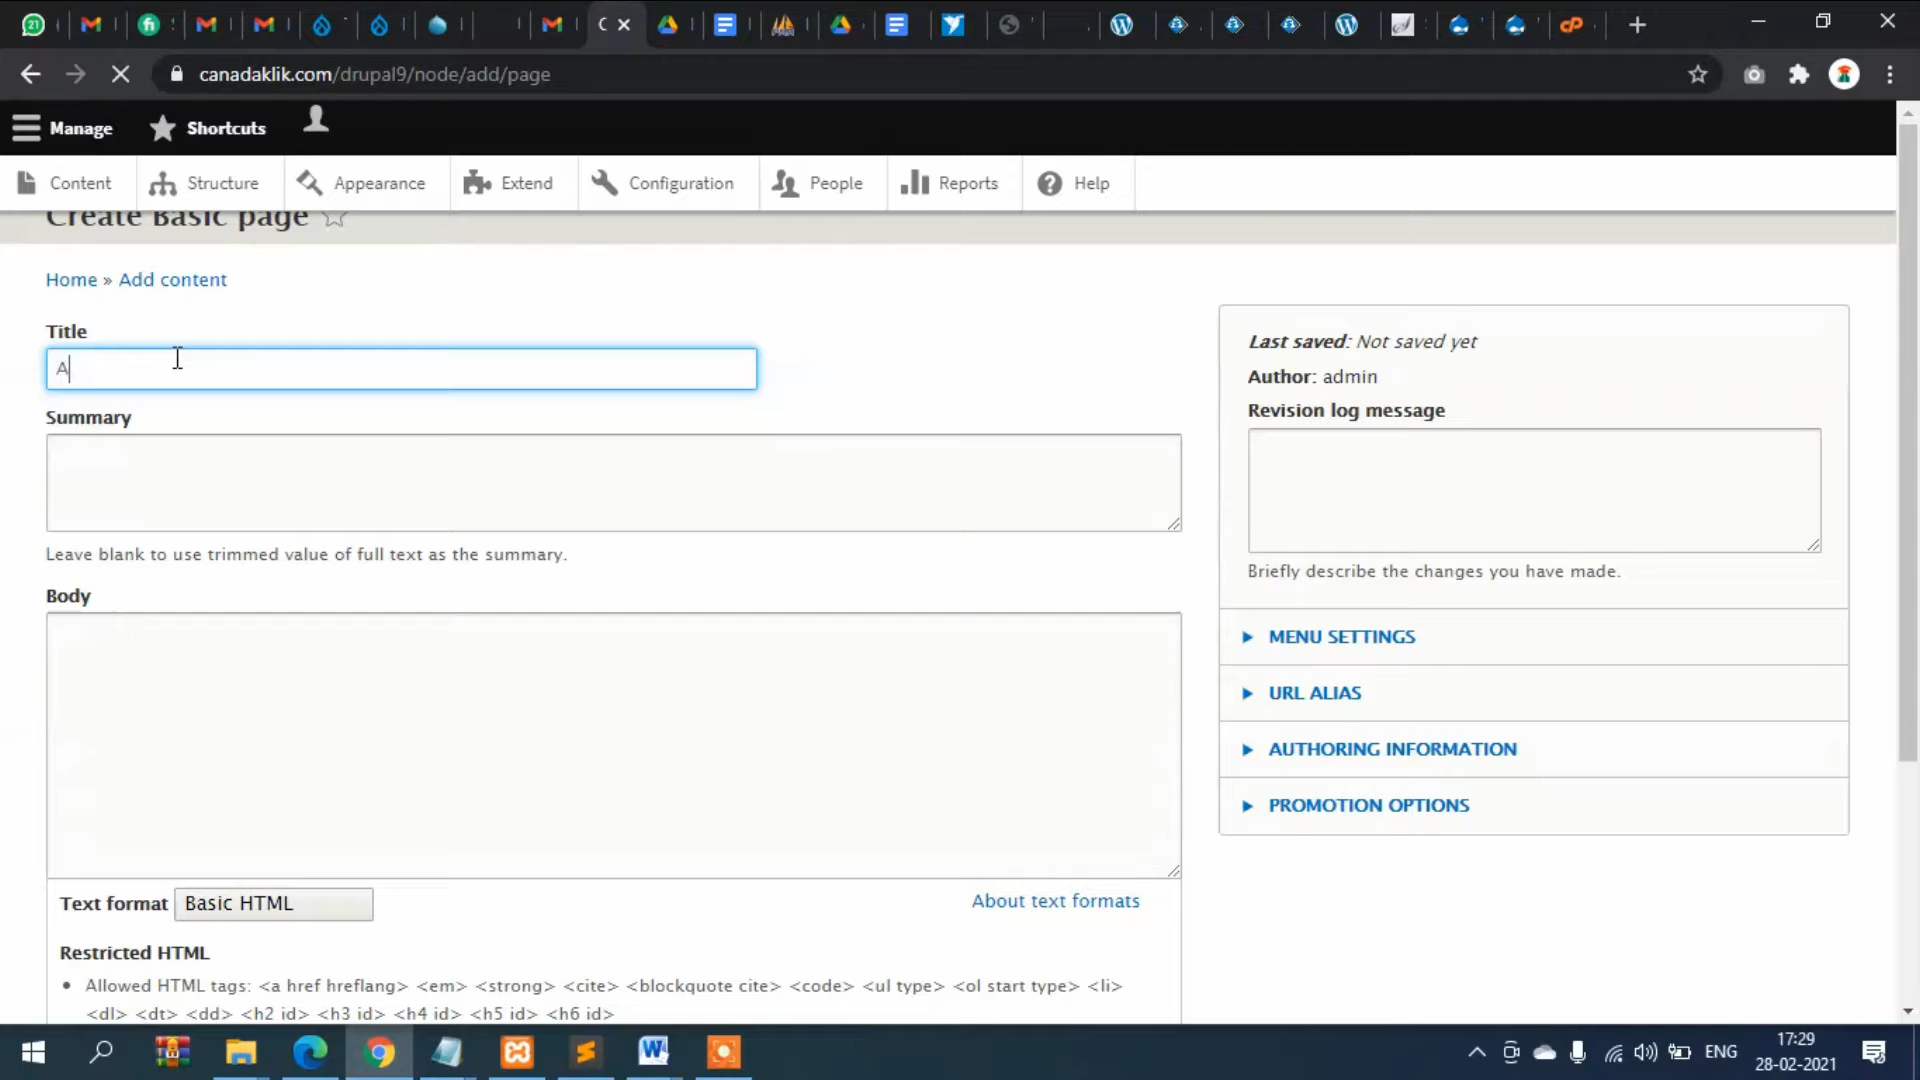 21
C
canadaklik.com/drupal9/node/add/page
Manage
Shortcuts
Content
Structure
Appearance
Extend
Configuration
People
Reports
Help
Create Basic page
Home » Add content
Title
A
Summary
Leave blank to use trimmed value of full text as the summary.
Body
Text format
Basic HTML
About text formats
Restricted HTML
Allowed HTML tags: <a href hreflang> <em> <strong> <cite> <blockquote cite> <code> <ul type> <ol start type> <li>
<dl> <dt> <dd> <h2 id> <h3 id> <h4 id> <h5 id> <h6 id>
Last saved: Not saved yet
Author: admin
Revision log message
Briefly describe the changes you have made.
MENU SETTINGS
URL ALIAS
AUTHORING INFORMATION
PROMOTION OPTIONS
ENG
17:29
28-02-2021